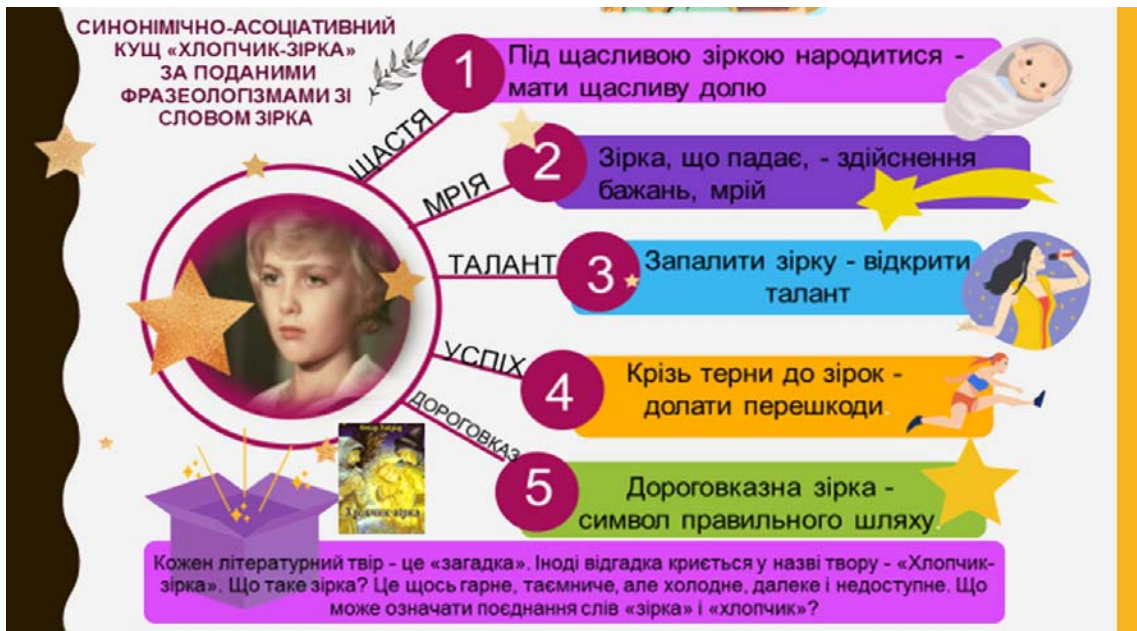 СИНОНІМІЧНО-АСОЦІАТИВНИЙ
КУЩ «ХЛОПЧИК-ЗІРКА»
ЗА ПОДАНИМИ
ФРАЗЕОЛОГІЗМАМИ ЗІ
СЛОВОМ ЗІРКА
ЩАСТЯ
1
Під щасливою зіркою народитися -
мати щасливу долю
МРІЯ
2
Зірка, що падає, - здійснення
бажань, мрій
ТАЛАНТ
3
Запалити зірку - відкрити
талант
УСПІХ
4
Крізь терни до зірок -
долати перешкоди.
ДОРОГОВКАЗ
5
Дороговказна зірка -
символ правильного шляху.
Хлопчик-зірка
Кожен літературний твір - це «загадка». Іноді відгадка криється у назві твору - «Хлопчик-
зірка». Що таке зірка? Це щось гарне, таємниче, але холодне, далеке і недоступне. Що
може означати поєднання слів «зірка» і «хлопчик»?